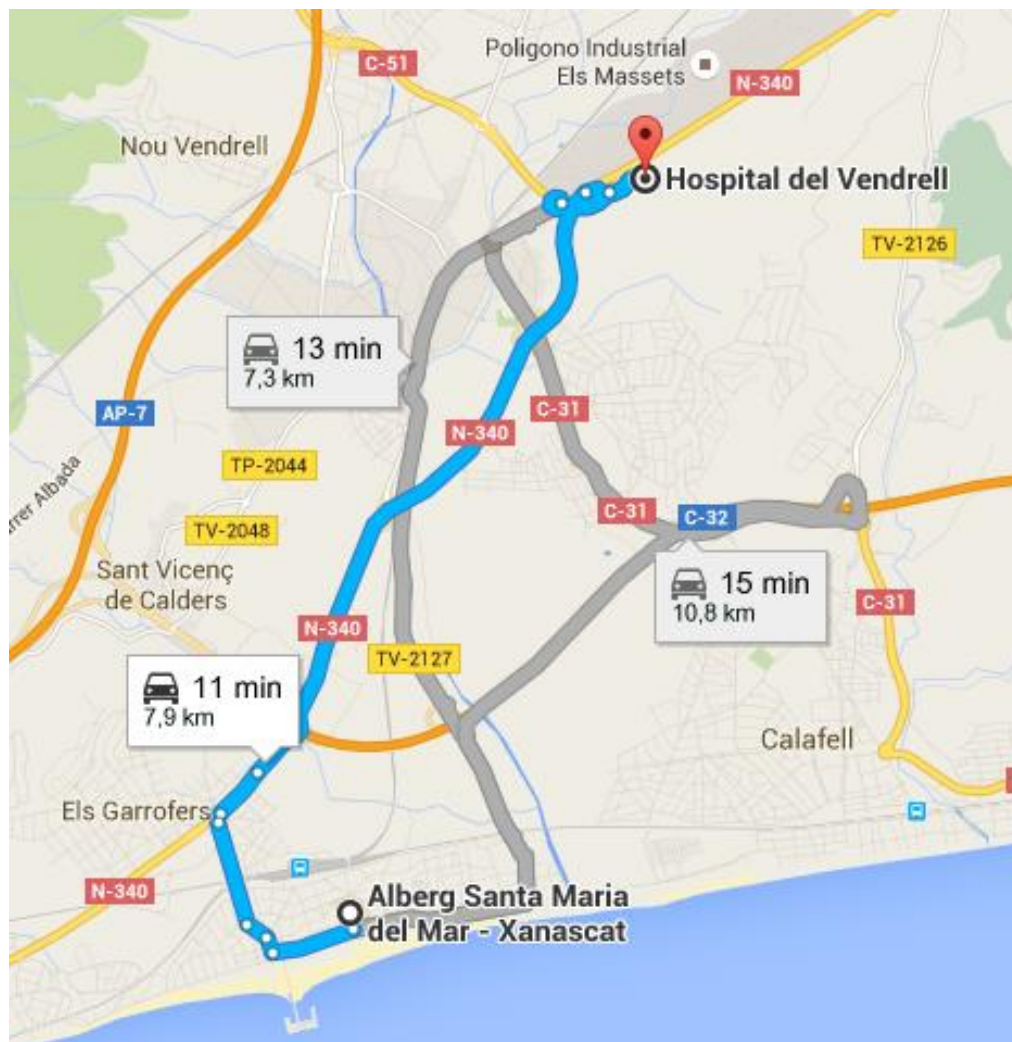 Poligono Industrial
Els Massets
C-51
N-340
Nou Vendrell
Hospital del Vendrell
TV-2126
13 min
7,3 km
AP-7
C-31
N-340
TP-2044
rrer Albada
C-31
C-32
TV-2048
Sant Vicenç
de Calders
15 min
10,8 km
C-31
N-340
TV-2127
11 min
7,9 km
Calafell
Els Garrofers
N-340
Alberg Santa Maria
del Mar - Xanascat